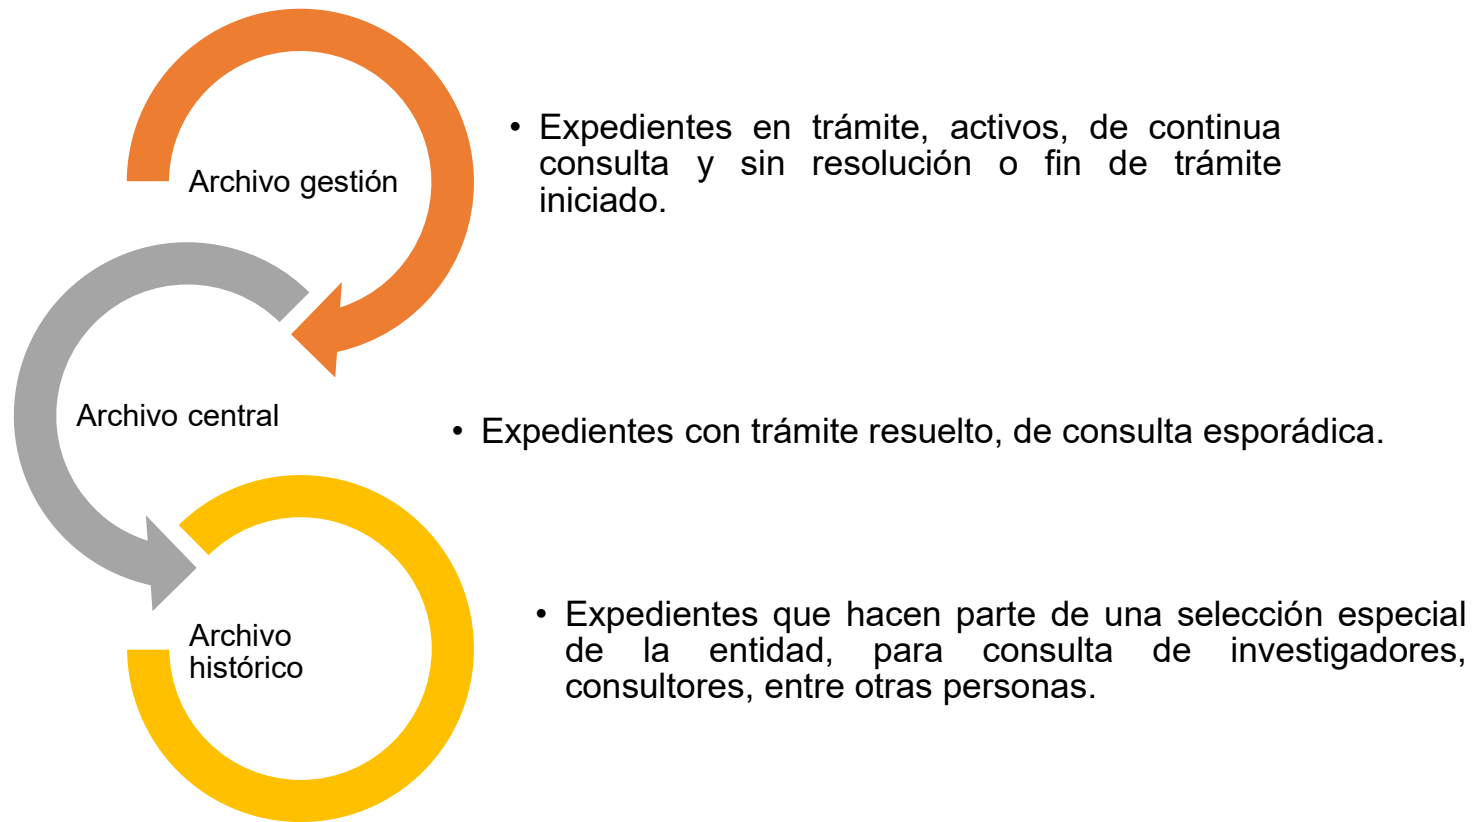 Archivo gestión
• Expedientes en trámite, activos, de continua
consulta y sin resolución o fin de trámite
iniciado.
Archivo central
• Expedientes con trámite resuelto, de consulta esporádica.
Archivo
histórico
• Expedientes que hacen parte de una selección especial
de la entidad, para consulta de investigadores,
consultores, entre otras personas.